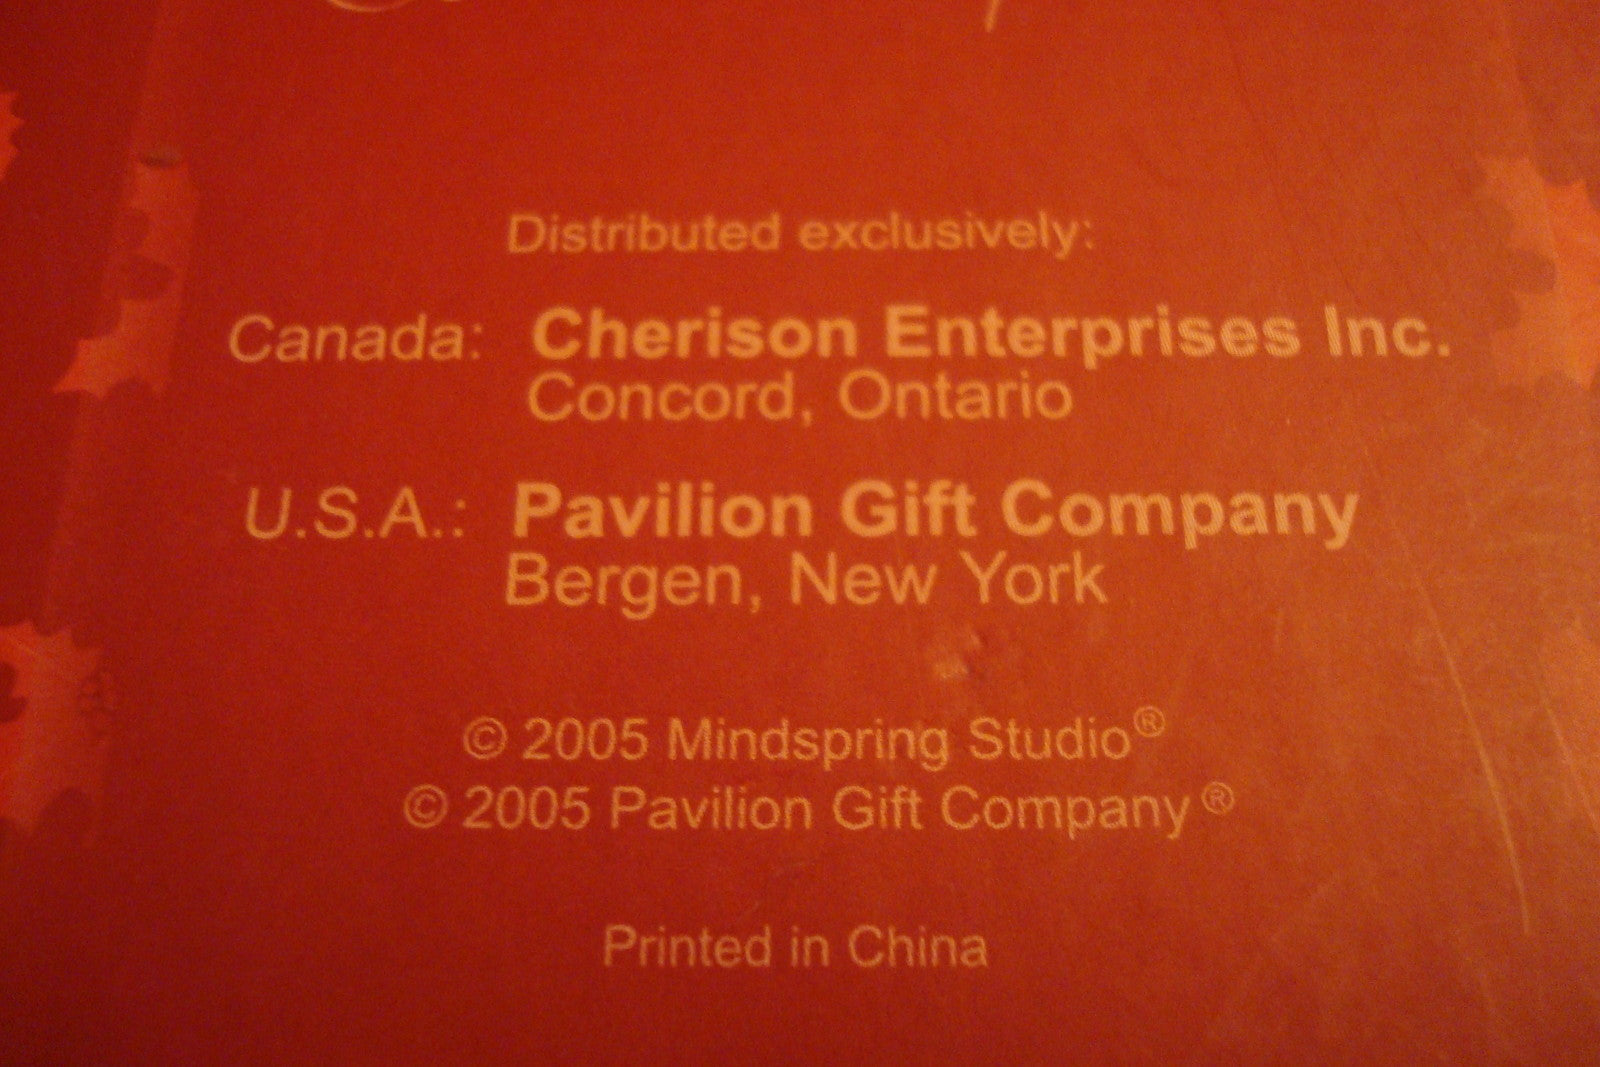 Distributed exclusively:
Canada: Cherison Enterprises Inc.
Concord, Ontario
U.S.A.: Pavilion Gift Company
Bergen, New York
© 2005 Mindspring Studio®
© 2005 Pavilion Gift Company®
Printed in China